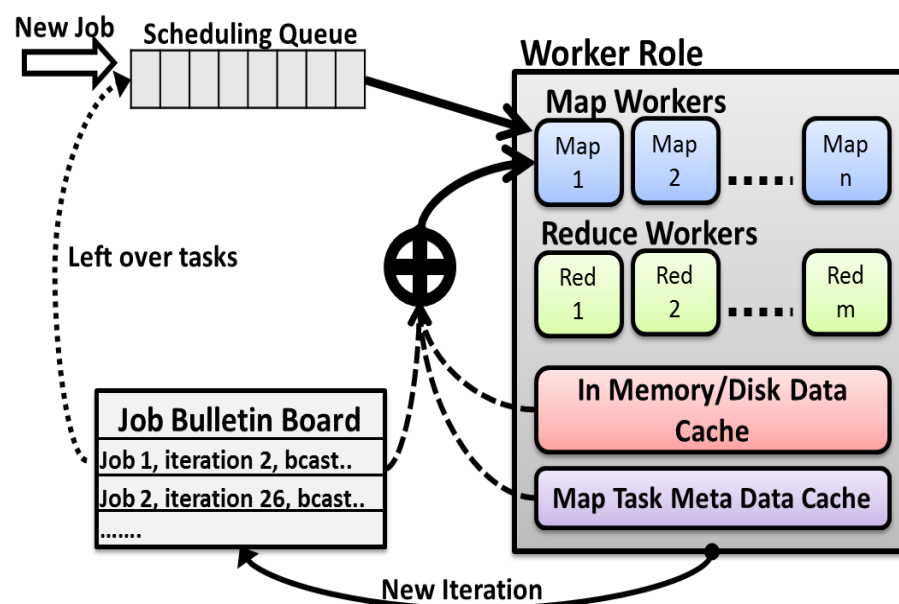 New Job
Scheduling Queue
Worker Role
Map Workers
Map
1
Map
2
Map
n
Reduce Workers
Red
1
Red
2
Red
m
Left over tasks
In Memory/Disk Data
Cache
Map Task Meta Data Cache
Job Bulletin Board
Job 1, iteration 2, bcast..
Job 2, iteration 26, bcast..
…….
New Iteration